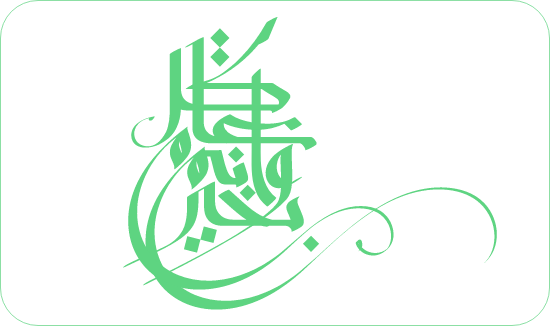 كل عام
وانتم
بخير